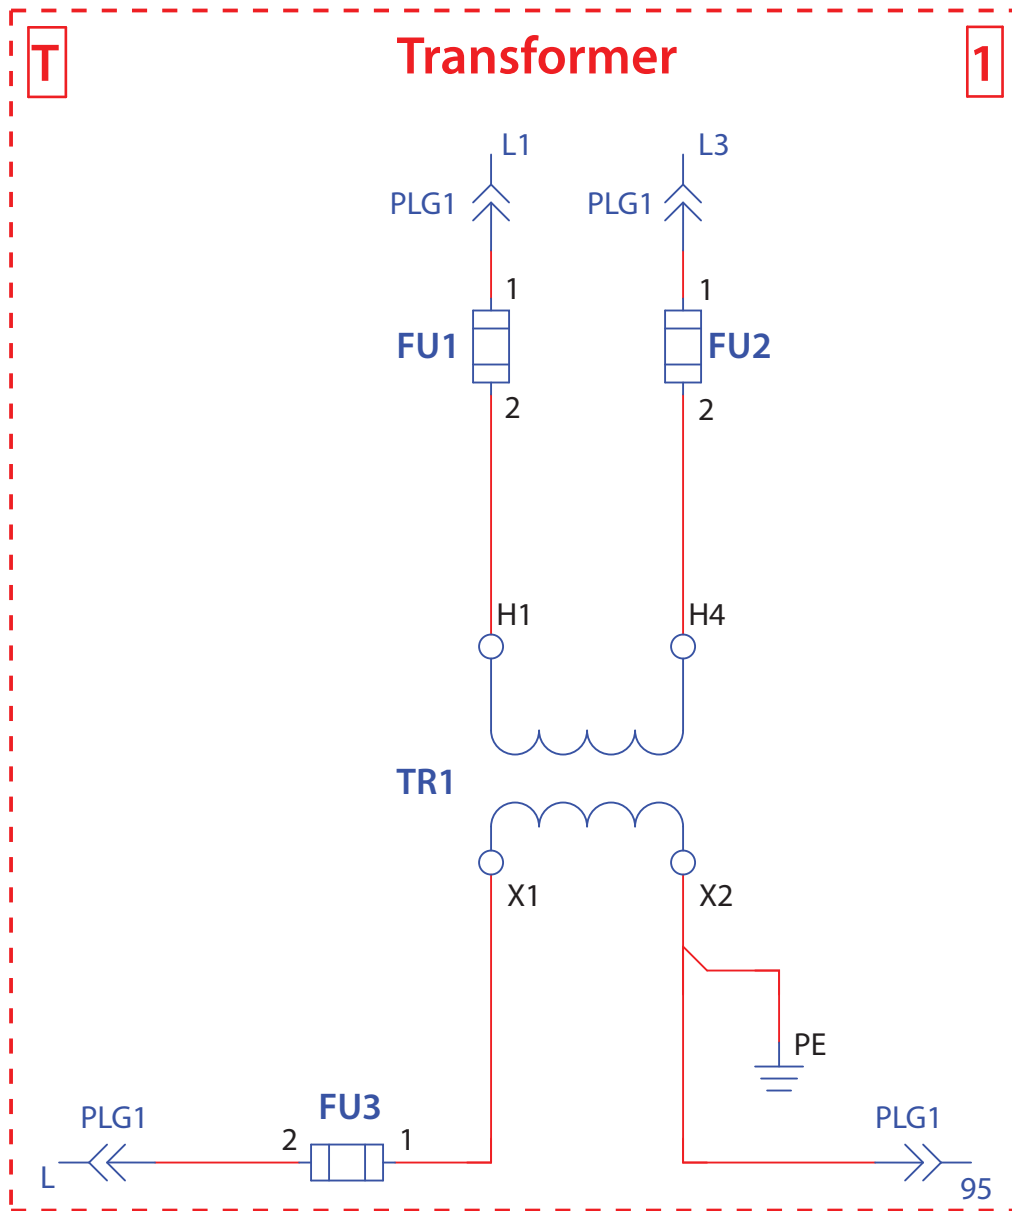 T Transformer 1
L1 L3
PLG1 PLG1
1 1
FU1 FU2
2 2
H1 H4
TR1
X1 X2
PE
FU3
PLG1 PLG1
2 1
L
95